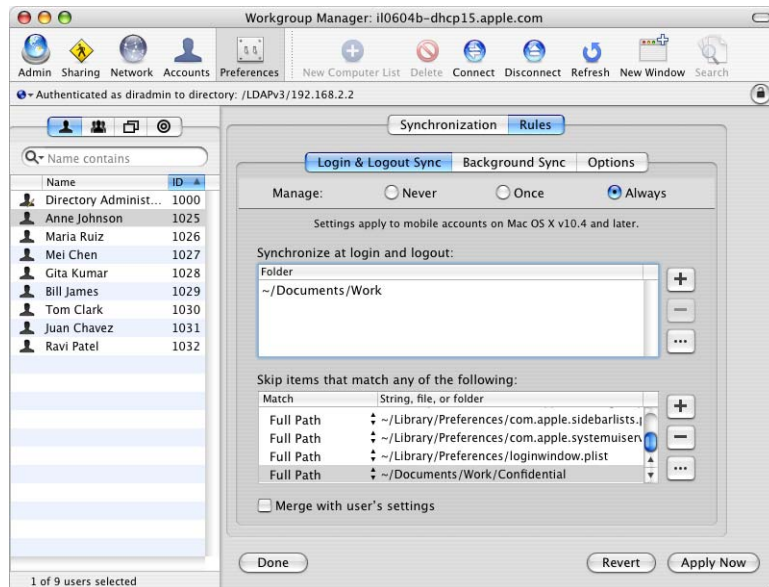 Workgroup Manager: il0604b-dhcp15.apple.com
Admin Sharing Network Accounts Preferences New Computer List Delete Connect Disconnect Refresh New Window Search
Authenticated as diradmin to directory: /LDAPv3/192.168.2.2
Synchronization Rules
Name contains
Login & Logout Sync Background Sync Options
Name ID
Manage: Never Once Always
Directory Administ... 1000
Anne Johnson 1025
Settings apply to mobile accounts on Mac OS X v10.4 and later.
Maria Ruiz 1026
Mei Chen 1027
Gita Kumar 1028
Bill James 1029
Tom Clark 1030
Juan Chavez 1031
Ravi Patel 1032
Synchronize at login and logout:
Folder
~/Documents/Work
Skip items that match any of the following:
Match String, file, or folder
Full Path ~/Library/Preferences/com.apple.sidebarlists.
Full Path ~/Library/Preferences/com.apple.systemuiser
Full Path ~/Library/Preferences/loginwindow.plist
Full Path ~/Documents/Work/Confidential
Merge with user's settings
Done Revert Apply Now
1 of 9 users selected